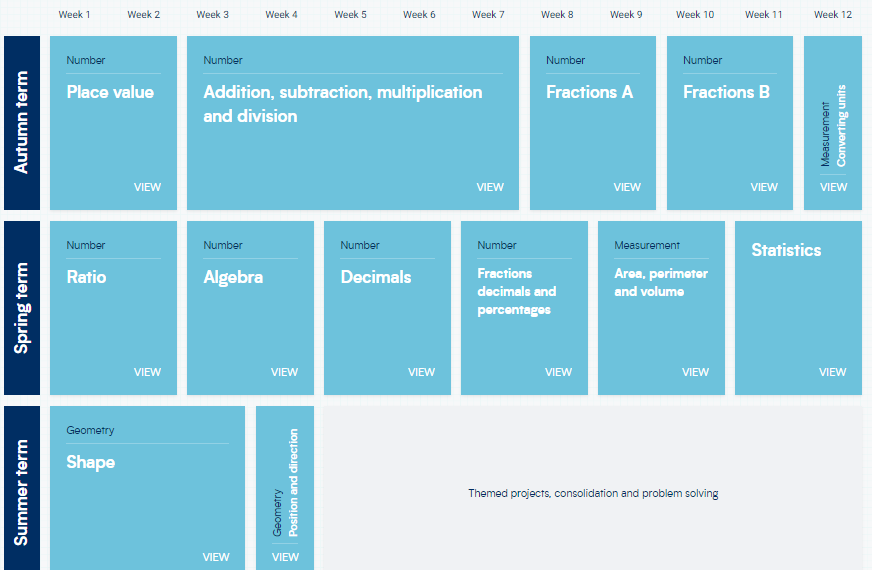 Week 1 Week 2 Week 3 Week 4 Week 5 Week 6 Week 7 Week 8 Week 9 Week 10 Week 11 Week 12
Autumn term
Number
Place value
VIEW
Number
Addition, subtraction, multiplication
and division
VIEW
Number
Fractions A
VIEW
Number
Fractions B
VIEW
Measurement
Converting units
VIEW
Spring term
Number
Ratio
VIEW
Number
Algebra
VIEW
Number
Decimals
VIEW
Number
Fractions
decimals and
percentages
VIEW
Measurement
Area, perimeter
and volume
VIEW
Statistics
VIEW
Summer term
Geometry
Shape
VIEW
Geometry
Position and direction
VIEW
Themed projects, consolidation and problem solving